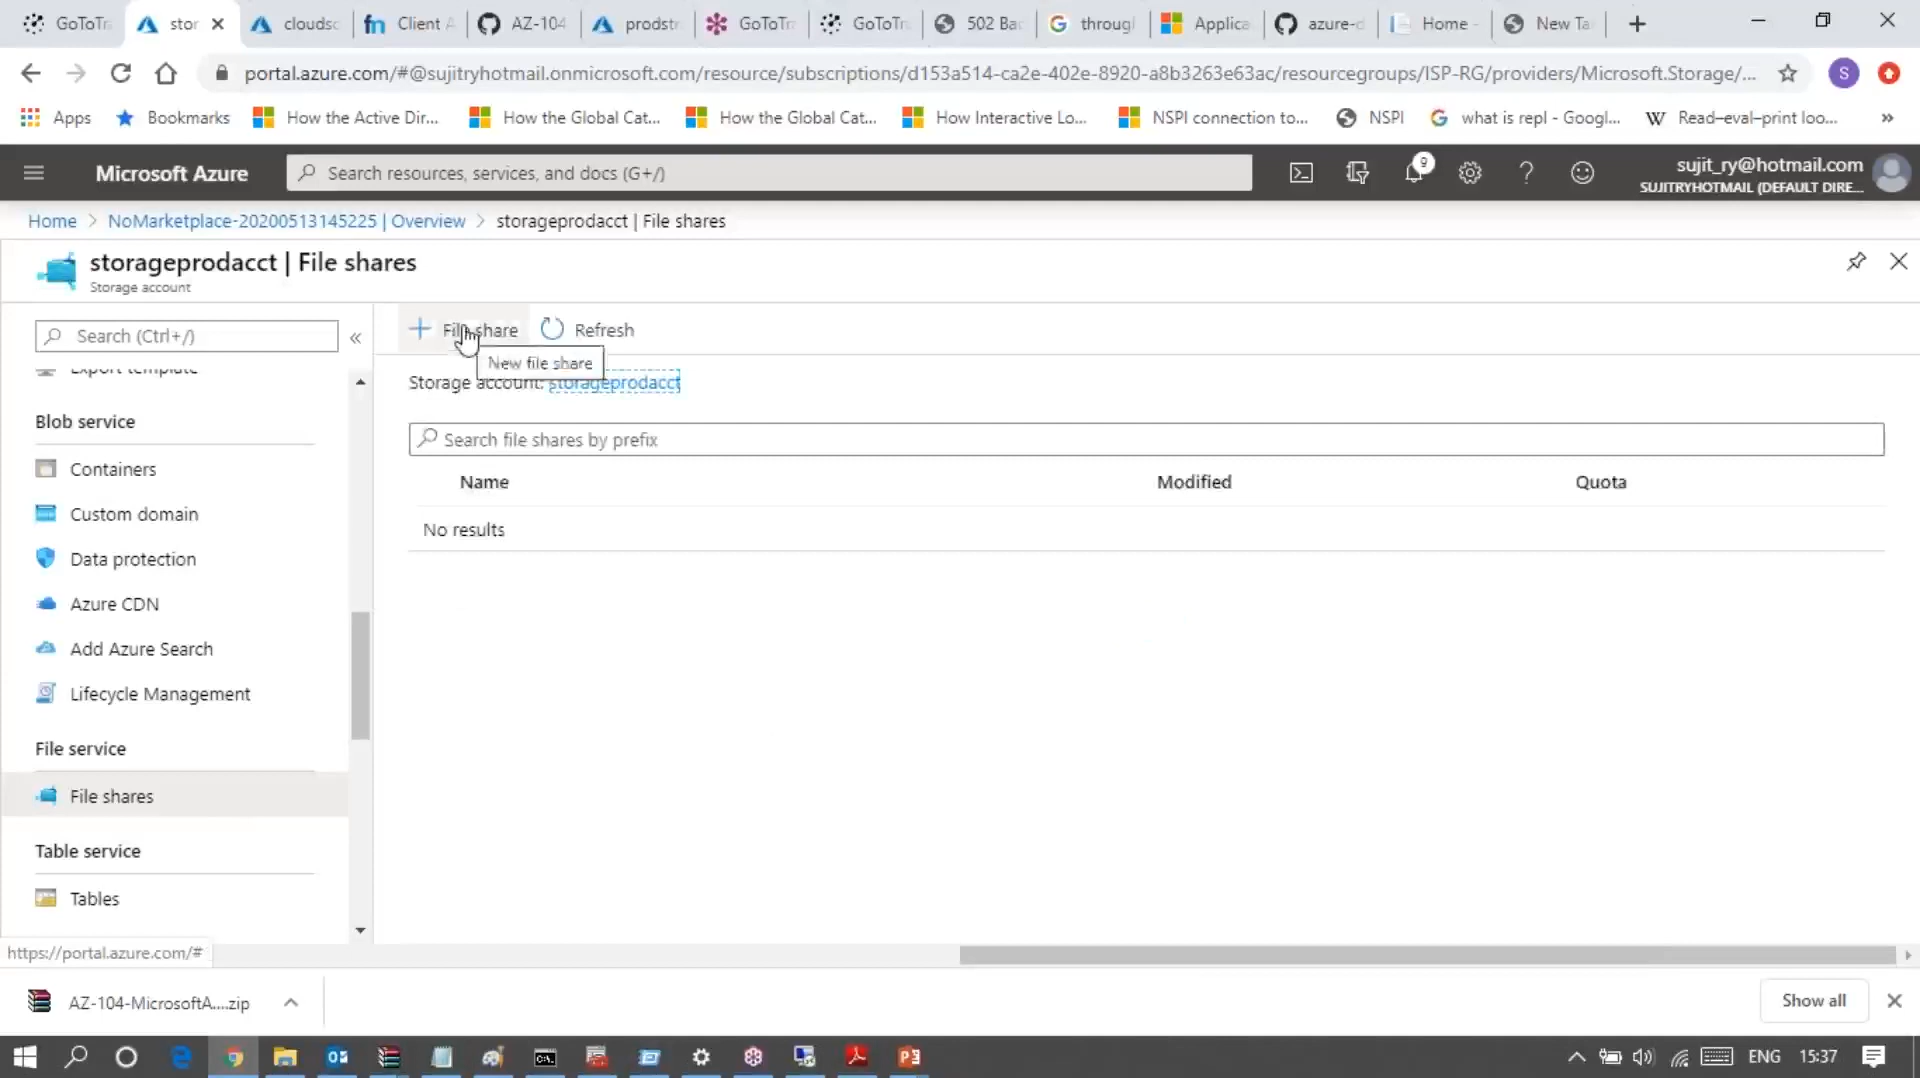 GoToTra
stor
cloudsc
Client A
AZ-104
prodstr
GoToTr
GoToTr
502 Ba
throug
Applica
azure-d
Home -
New Ta
portal.azure.com/#@sujitryhotmail.onmicrosoft.com/resource/subscriptions/d153a514-ca2e-402e-8920-a8b3263e63ac/resourcegroups/ISP-RG/providers/Microsoft.Storage/...
S
Apps
Bookmarks
How the Active Dir...
How the Global Cat...
How the Global Cat...
How Interactive Lo...
NSPI connection to...
NSPI
what is repl - Googl...
Read–eval–print loo...
»
Microsoft Azure
Search resources, services, and docs (G+/)
9
sujit_ry@hotmail.com
SUJITRYHOTMAIL (DEFAULT DIRE...
Home > NoMarketplace-20200513145225 | Overview > storageprodacct | File shares
storageprodacct | File shares
Storage account
Search (Ctrl+/)
«
Export template
Blob service
Containers
Custom domain
Data protection
Azure CDN
Add Azure Search
Lifecycle Management
File service
File shares
Table service
Tables
File share
Refresh
New file share
Storage account: storageprodacct
Search file shares by prefix
Name Modified Quota
No results
https://portal.azure.com/#
AZ-104-MicrosoftA....zip
Show all
ENG
15:37